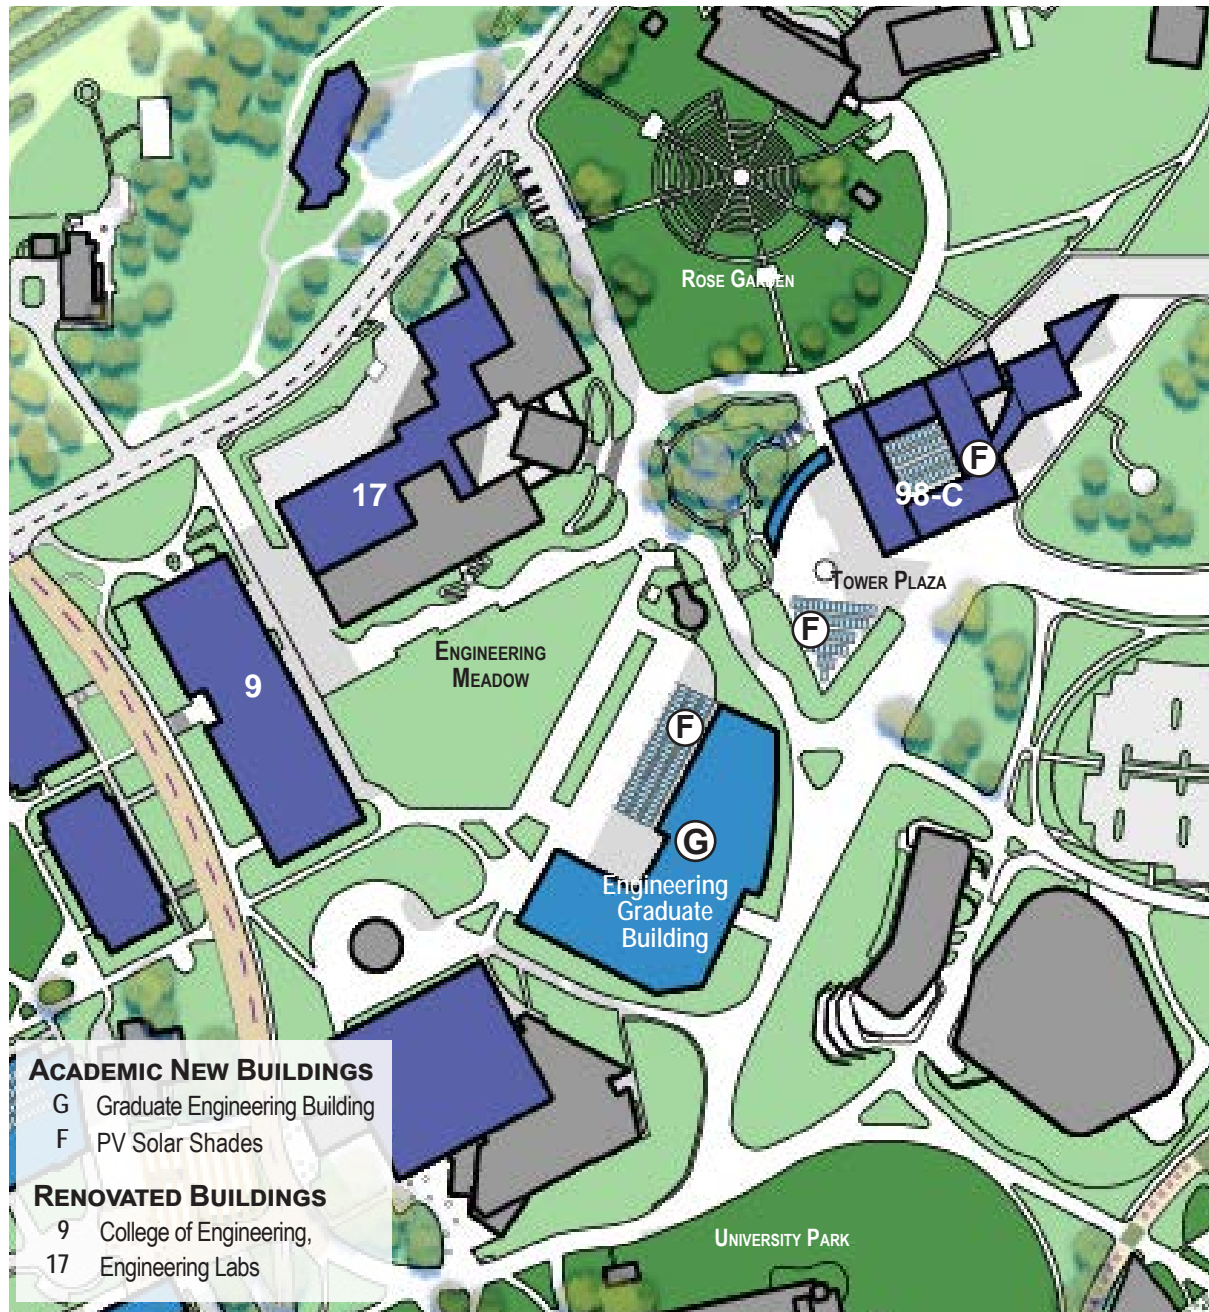 ROSE GARDEN
F
98-C
17
TOWER PLAZA
F
ENGINEERING
MEADOW
9
F
G
Engineering
Graduate
Building
ACADEMIC NEW BUILDINGS
G Graduate Engineering Building
F PV Solar Shades
RENOVATED BUILDINGS
9 College of Engineering,
17 Engineering Labs
UNIVERSITY PARK